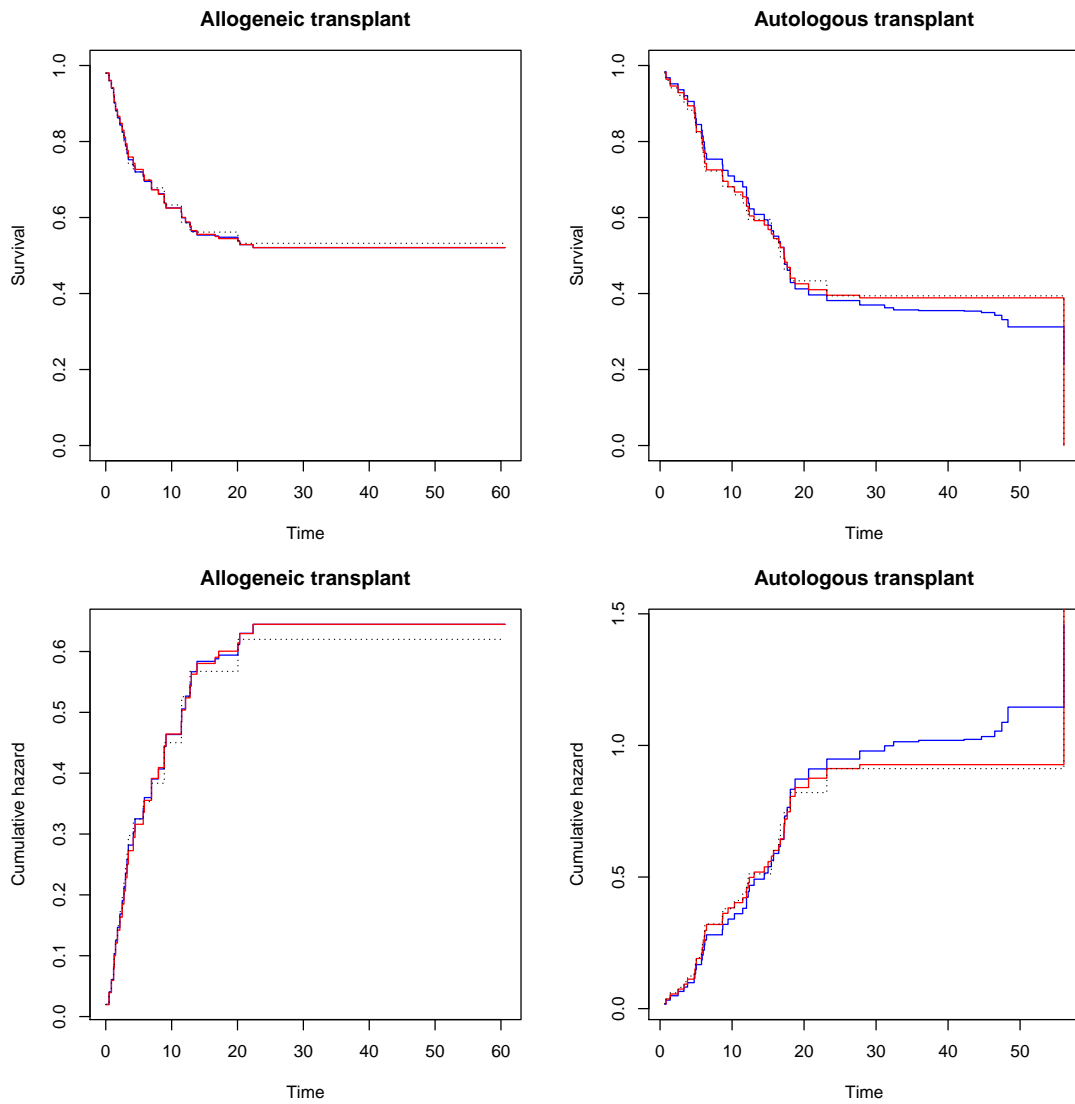 Allogeneic transplant
Survival
0.0 0.2 0.4 0.6 0.8 1.0
0 10 20 30 40 50 60
Time
Autologous transplant
Survival
0.0 0.2 0.4 0.6 0.8 1.0
0 10 20 30 40 50
Time
Allogeneic transplant
Cumulative hazard
0.0 0.1 0.2 0.3 0.4 0.5 0.6
0 10 20 30 40 50 60
Time
Autologous transplant
Cumulative hazard
0.0 0.5 1.0 1.5
0 10 20 30 40 50
Time